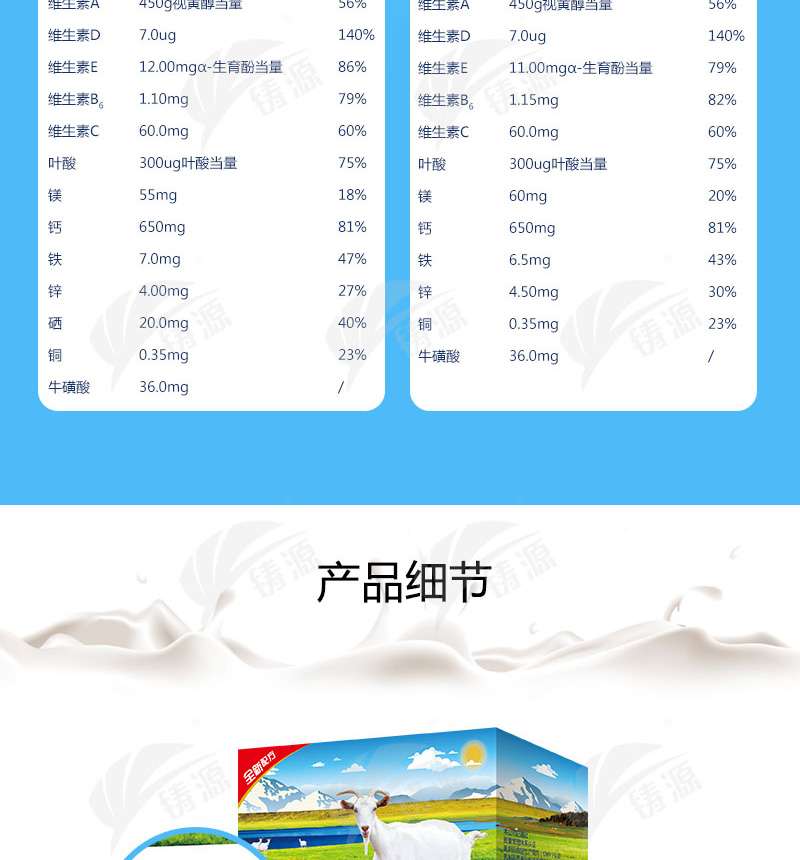 维生素A 450g视黄醇当量 56%
维生素D 7.0ug 140%
维生素E 12.00mgα-生育酚当量 86%
维生素B6 1.10mg 79%
维生素C 60.0mg 60%
叶酸 300ug叶酸当量 75%
镁 55mg 18%
钙 650mg 81%
铁 7.0mg 47%
锌 4.00mg 27%
硒 20.0mg 40%
铜 0.35mg 23%
牛磺酸 36.0mg /
维生素A 450g视黄醇当量 56%
维生素D 7.0ug 140%
维生素E 11.00mgα-生育酚当量 79%
维生素B6 1.15mg 82%
维生素C 60.0mg 60%
叶酸 300ug叶酸当量 75%
镁 60mg 20%
钙 650mg 81%
铁 6.5mg 43%
锌 4.50mg 30%
铜 0.35mg 23%
牛磺酸 36.0mg /
产品细节
全新配方
铸源